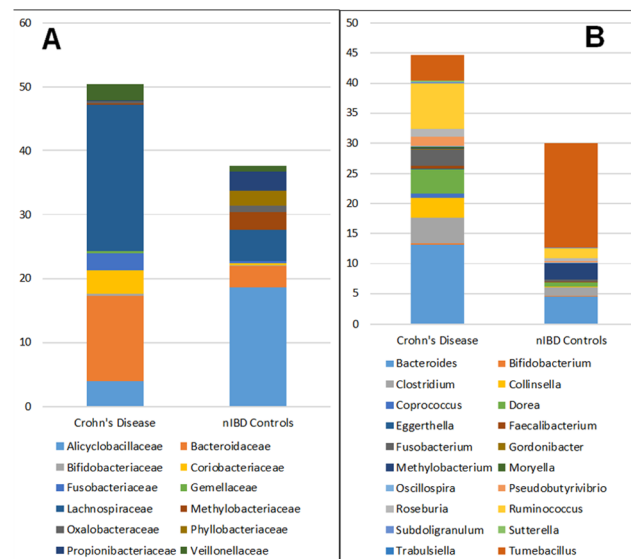 A
60
50
40
30
20
10
0
Crohn's Disease nIBD Controls
Alicyclobacillaceae Bacteroidaceae
Bifidobacteriaceae Coriobacteriaceae
Fusobacteriaceae Gemellaceae
Lachnospiraceae Methylobacteriaceae
Oxalobacteraceae Phyllobacteriaceae
Propionibacteriaceae Veillonellaceae
B
50
45
40
35
30
25
20
15
10
5
0
Crohn's Disease nIBD Controls
Bacteroides Bifidobacterium
Clostridium Collinsella
Coprococcus Dorea
Eggerthella Faecalibacterium
Fusobacterium Gordonibacter
Methylobacterium Moryella
Oscillospira Pseudobutyrivibrio
Roseburia Ruminococcus
Subdoligranulum Sutterella
Trabulsiella Tumebacillus